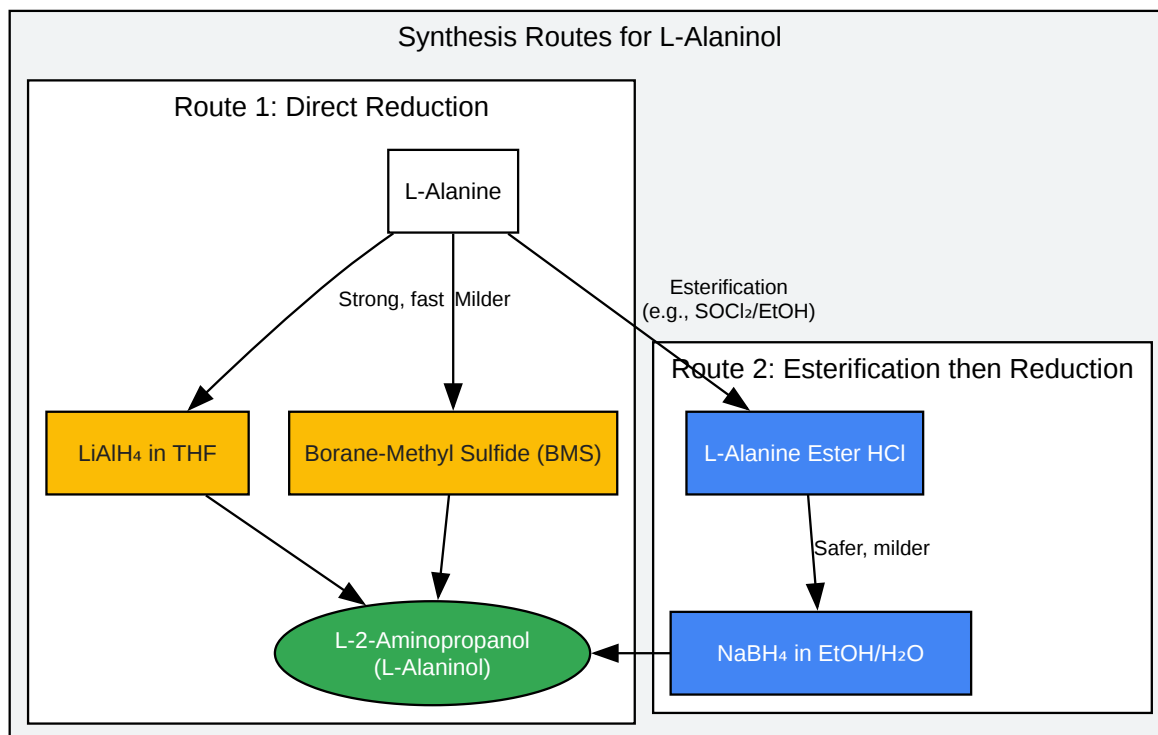 Synthesis Routes for L-Alaninol
Route 1: Direct Reduction
L-Alanine
Strong, fast
Milder
Esterification
(e.g., SOCl₂/EtOH)
Route 2: Esterification then Reduction
LiAlH₄ in THF
Borane-Methyl Sulfide (BMS)
L-Alanine Ester HCl
Safer, milder
L-2-Aminopropanol
(L-Alaninol)
NaBH₄ in EtOH/H₂O